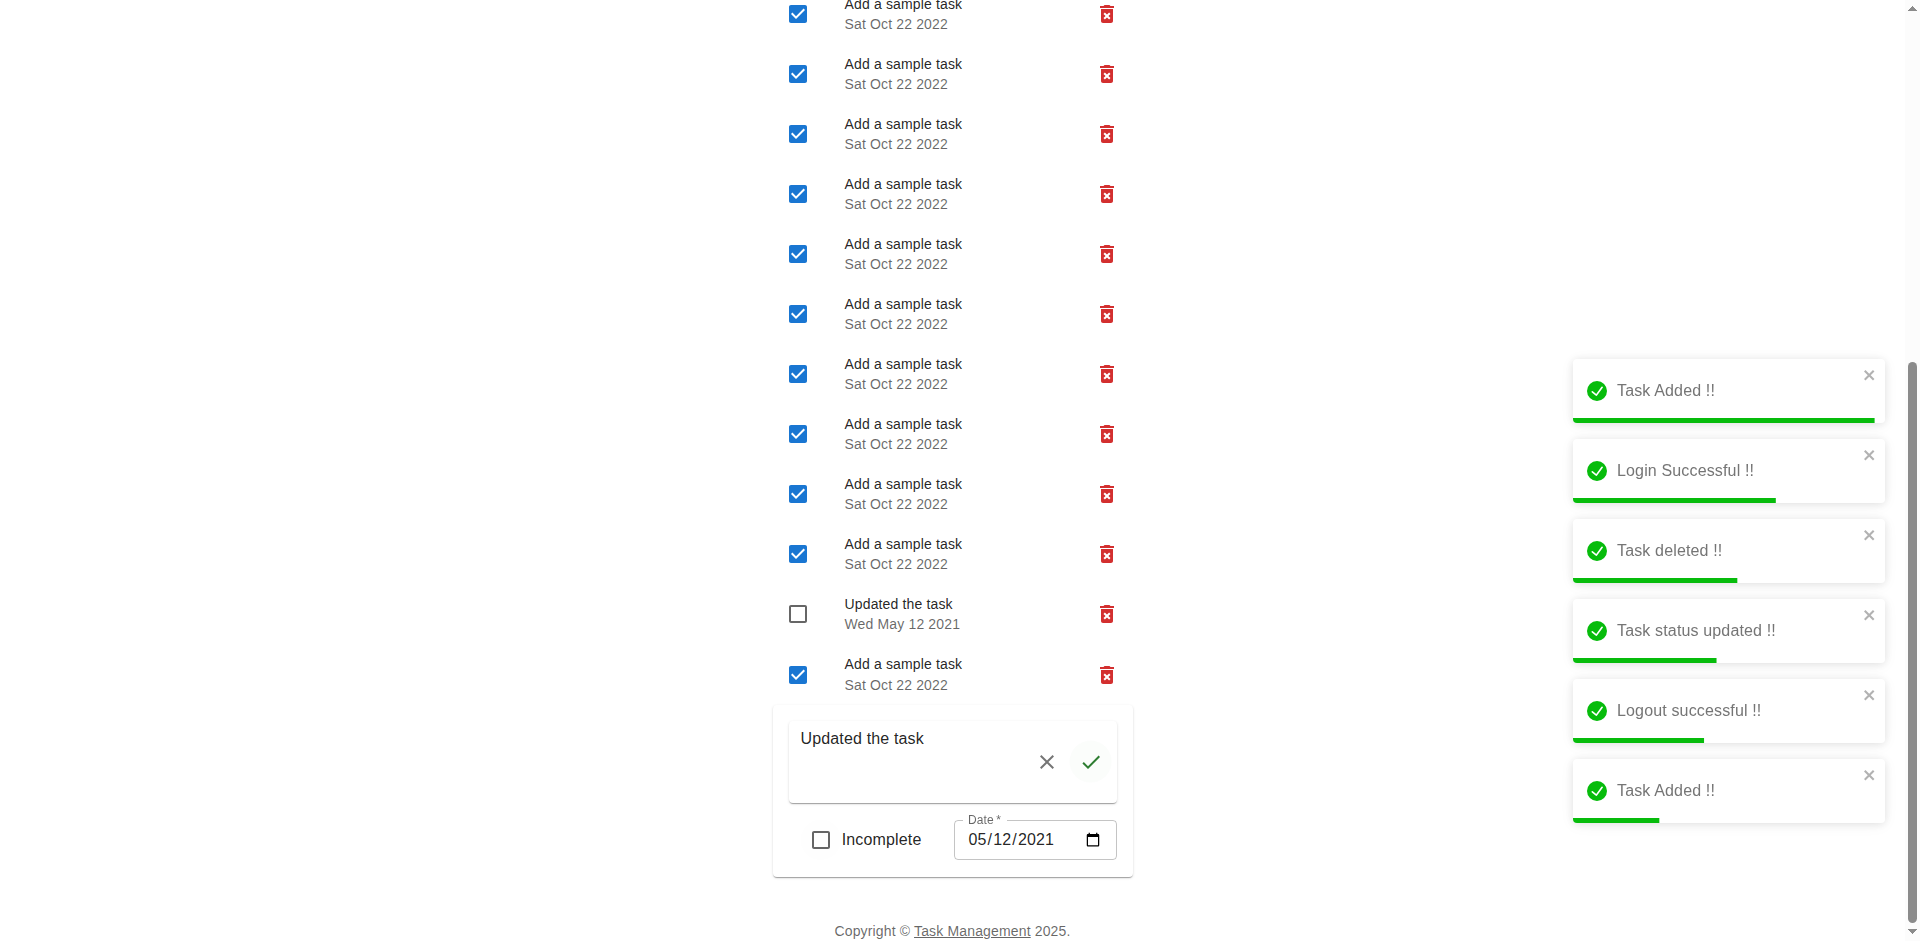 Add a sample task
Sat Oct 22 2022
Add a sample task
Sat Oct 22 2022
Add a sample task
Sat Oct 22 2022
Add a sample task
Sat Oct 22 2022
Add a sample task
Sat Oct 22 2022
Add a sample task
Sat Oct 22 2022
Add a sample task
Sat Oct 22 2022
Add a sample task
Sat Oct 22 2022
Add a sample task
Sat Oct 22 2022
Add a sample task
Sat Oct 22 2022
Updated the task
Wed May 12 2021
Add a sample task
Sat Oct 22 2022
Updated the task
Incomplete
Date *
05/12/2021
Copyright © Task Management 2025.
Task Added !!
Login Successful !!
Task deleted !!
Task status updated !!
Logout successful !!
Task Added !!